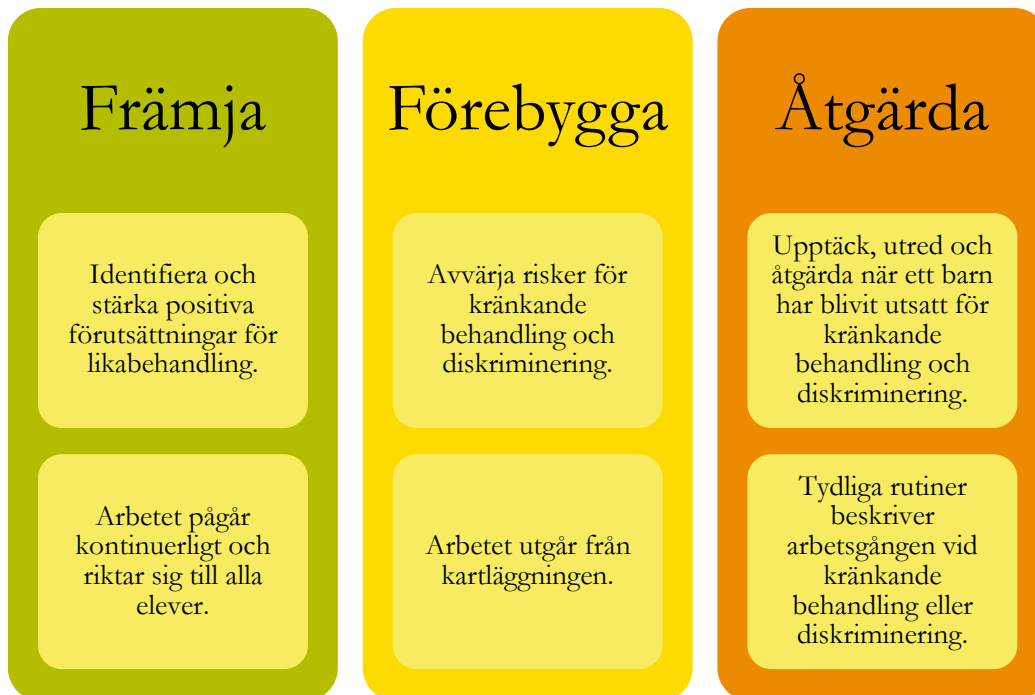 Främja
Identifiera och
stärka positiva
förutsättningar för
likabehandling.
Arbetet pågår
kontinuerligt och
riktar sig till alla
elever.
Förebygga
Avvärja risker för
kränkande
behandling och
diskriminering.
Arbetet utgår från
kartläggningen.
Åtgärda
Upptäck, utred och
åtgärda när ett barn
har blivit utsatt för
kränkande
behandling och
diskriminering.
Tydliga rutiner
beskriver
arbetsgången vid
kränkande
behandling eller
diskriminering.